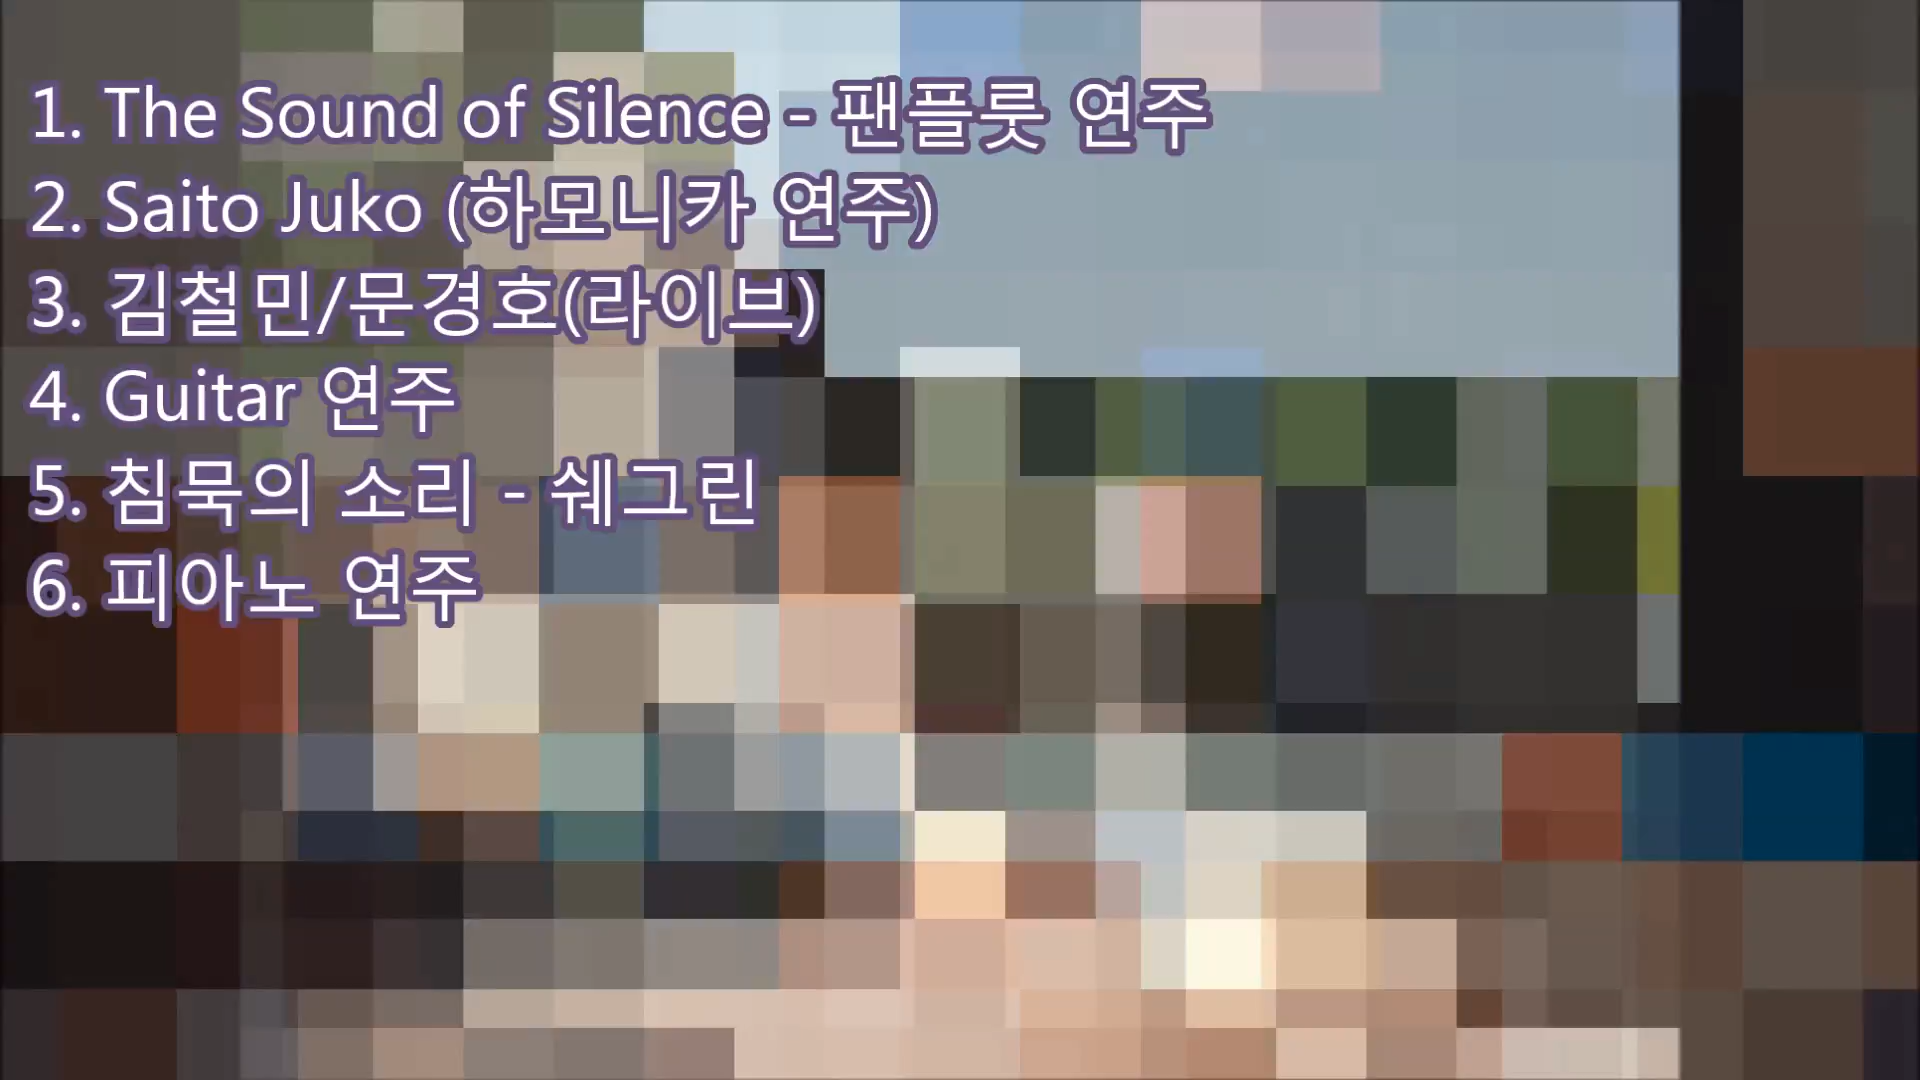 1. The Sound of Silence - 팬플룻 연주
2. Saito Juko (하모니카 연주)
3. 김철민/문경호(라이브)
4. Guitar 연주
5. 침묵의 소리 - 쉐그린
6. 피아노 연주